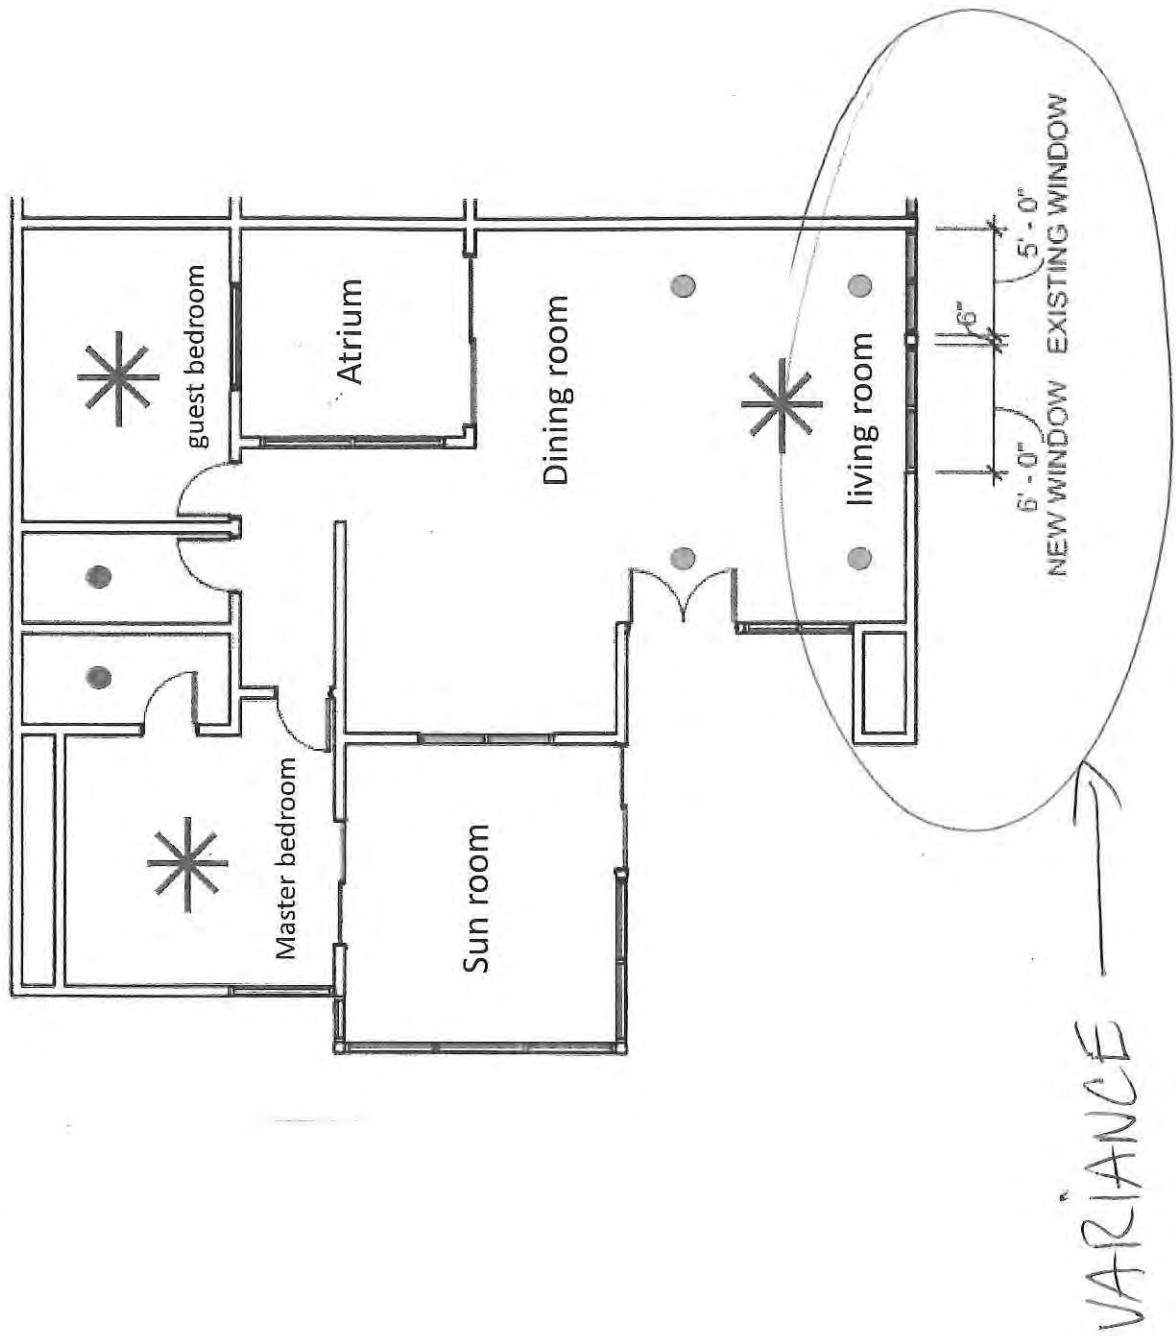 guest bedroom
Master bedroom
Atrium
Sun room
Dining room
living room
6"
6' - 0"
5' - 0"
NEW WINDOW EXISTING WINDOW
VARIANCE